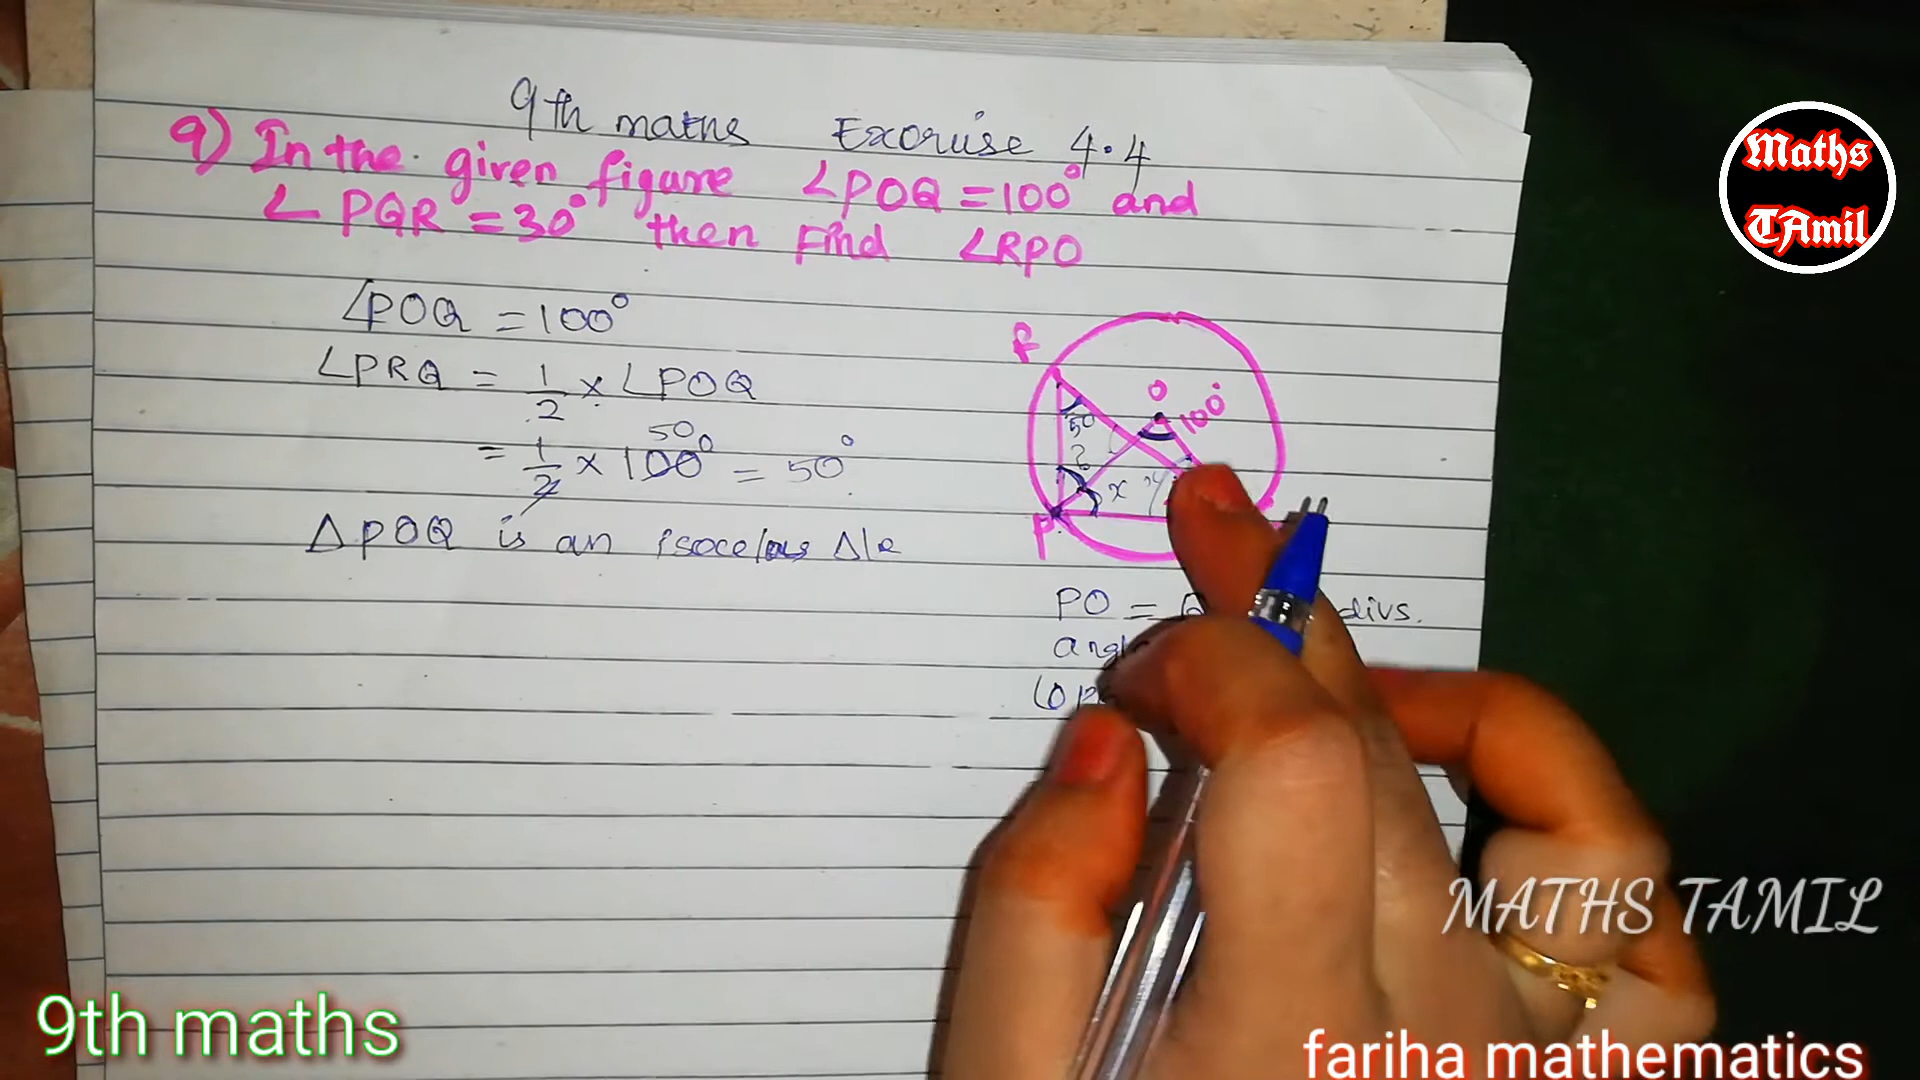 9th maths Exercise 4.4
9) In the given figure ∠POQ = 100° and
∠PQR = 30° then Find ∠RPO
∠POQ = 100°
∠PRQ = 1/2 × ∠POQ
50
= 1/2 × 100° = 50°
ΔPOQ is an isoceles Δle
R
O
100°
50
?
x
P
PO =
Maths
TAmil
MATHS TAMIL
9th maths
fariha mathematics